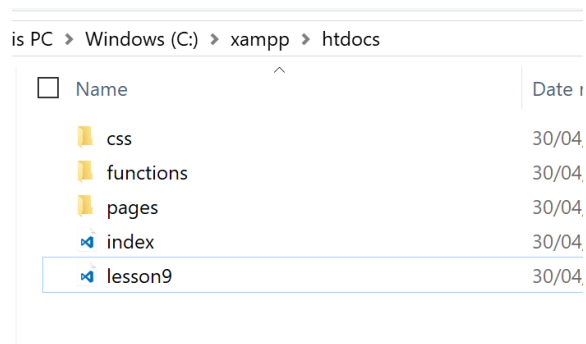 is PC > Windows (C:) > xampp > htdocs
Name Date
css 30/04
functions 30/04
pages 30/04
index 30/04
lesson9 30/04